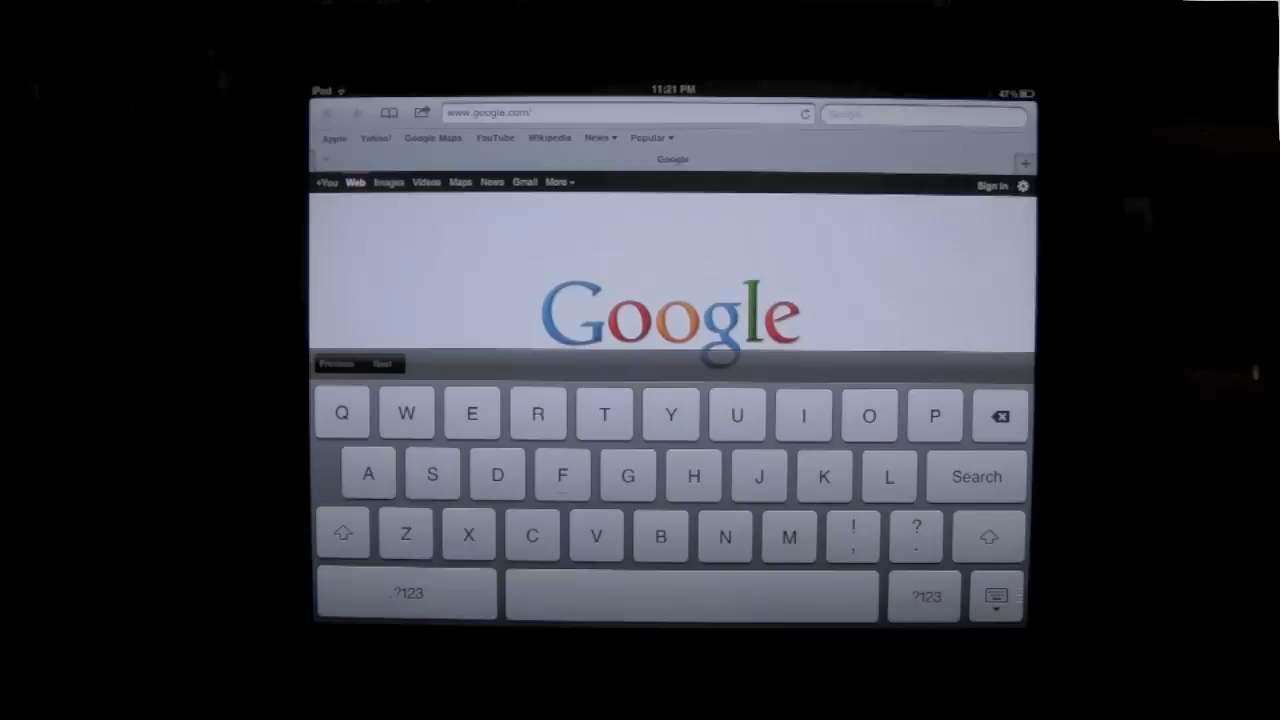 iPad 11:21 PM 47%
www.google.com/ Google
Apple Yahoo! Google Maps YouTube Wikipedia News Popular
Google
+You Web Images Videos Maps News Gmail More Sign in
Google
Previous Next
Q W E R T Y U I O P
A S D F G H J K L Search
Z X C V B N M ! , ? .
.?123 .?123